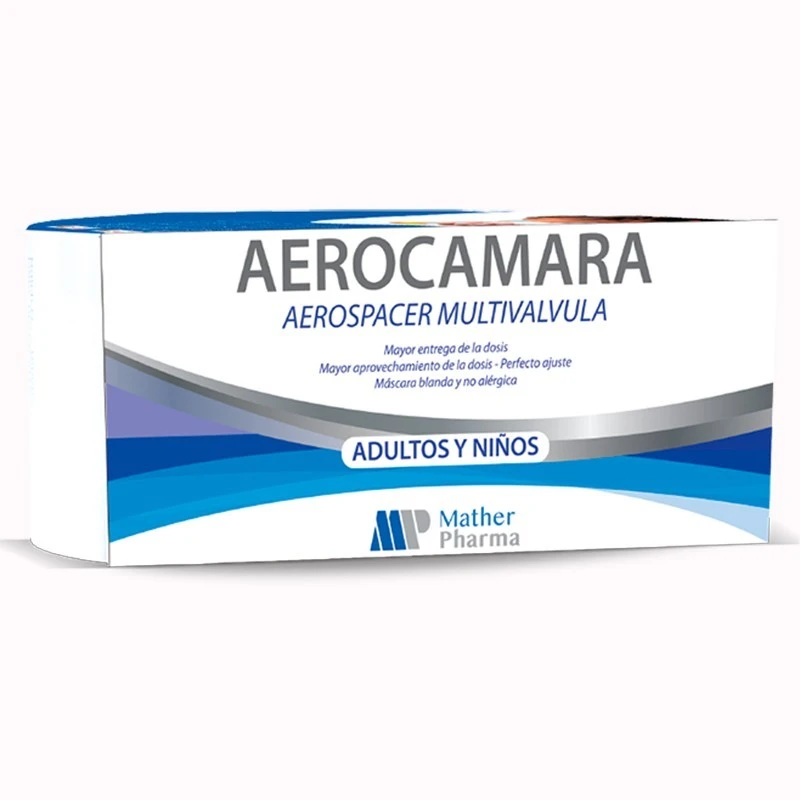 AEROCAMARA
AEROSPACER MULTIVALVULA
Mayor entrega de la dosis
Mayor aprovechamiento de la dosis - Perfecto ajuste
Máscara blanda y no alérgica
ADULTOS Y NIÑOS
MP Mather
Pharma